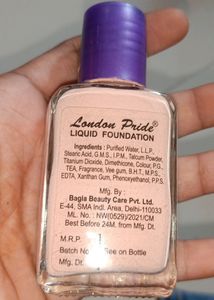 London Pride®
LIQUID FOUNDATION
Ingredients : Purified Water, L.L.P.
Stearic Acid, G.M.S., I.P.M., Talcum Powder,
Titanium Dioxide, Dimethicone, Colour, P.G.,
TEA, Fragrance, Vee gum, B.H.T., M.P.S,
EDTA, Xanthan Gum, Phenoxyethanol, P.P.S.
Mfg. By :
Bagla Beauty Care Pvt. Ltd.
E-44, SMA Indl. Area, Delhi-110033
ML. No. : NW(0529)/2021/CM
Best Before 24M. from Mfg. Dt.
M.R.P.
Batch No. See on Bottle
Mfg. Dt.